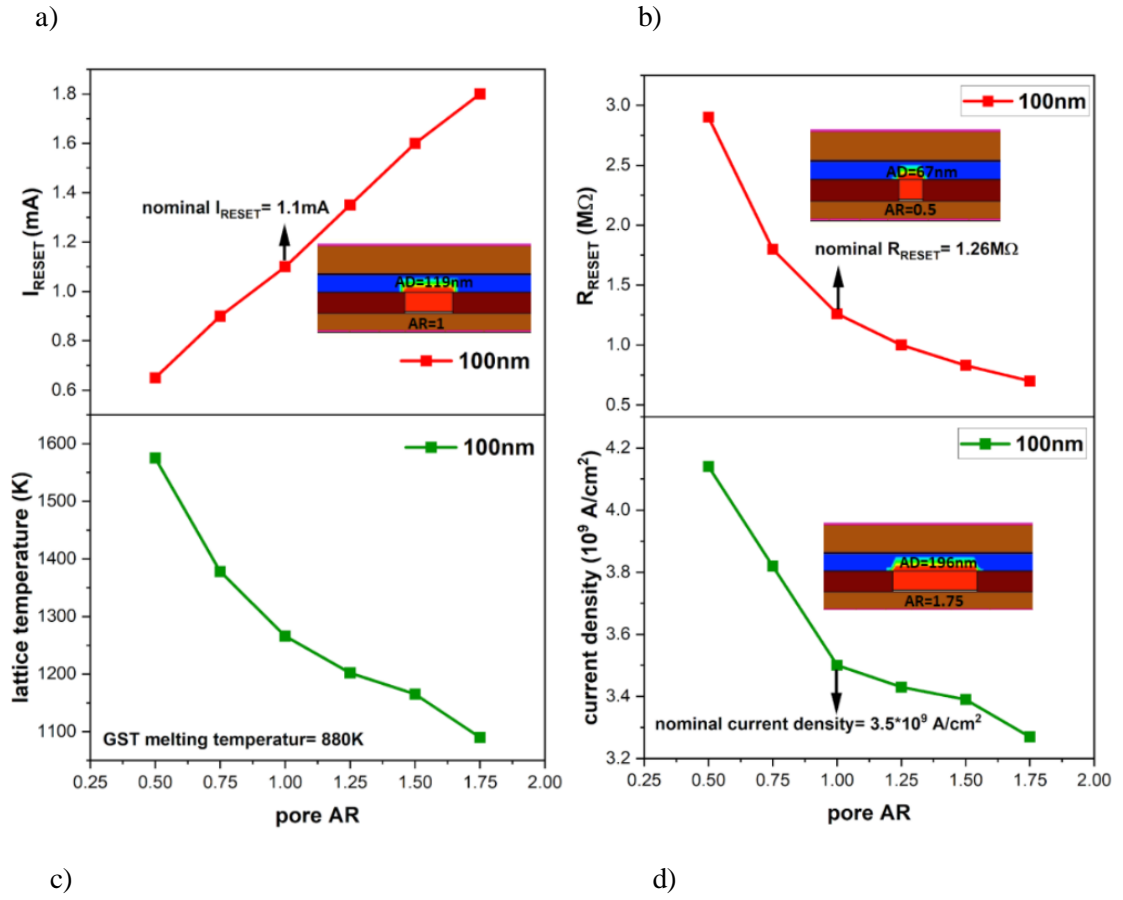 a)
b)
I_RESET (mA)
1.8
1.6
1.4
1.2
1.0
0.8
0.6
nominal I_RESET= 1.1mA
AD=119nm
AR=1
100nm
R_RESET (MΩ)
3.0
2.5
2.0
1.5
1.0
0.5
100nm
AD=67nm
AR=0.5
nominal R_RESET= 1.26MΩ
lattice temperature (K)
1600
1500
1400
1300
1200
1100
100nm
GST melting temperatur= 880K
0.25 0.50 0.75 1.00 1.25 1.50 1.75 2.00
pore AR
current density (10⁹ A/cm²)
4.2
4.0
3.8
3.6
3.4
3.2
100nm
AD=196nm
AR=1.75
nominal current density= 3.5*10⁹ A/cm²
0.25 0.50 0.75 1.00 1.25 1.50 1.75 2.00
pore AR
c)
d)